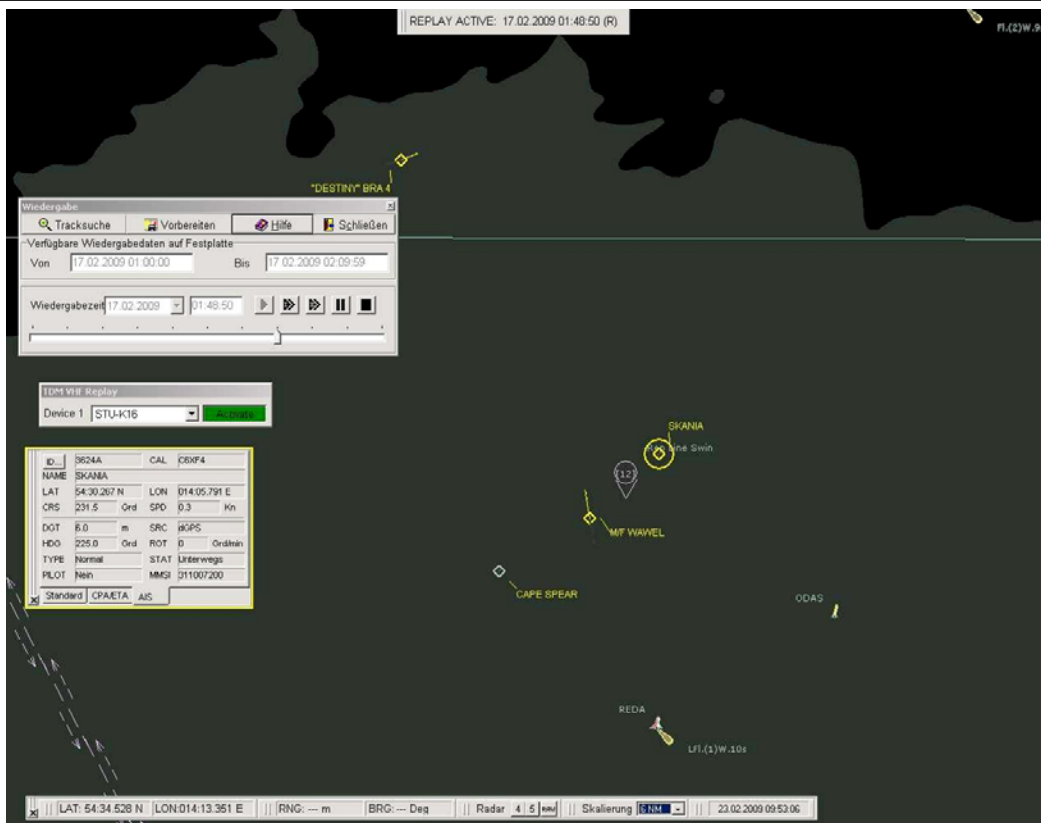 REPLAY ACTIVE: 17.02.2009 01:48:50 (R)
"DESTINY" BRA 4
Wiedergabe
Tracksuche Vorbereiten Hilfe Schließen
Verfügbare Wiedergabedaten auf Festplatte
Von 17.02.2009 01:00:00 Bis 17.02.2009 02:09:59
Wiedergabezeit 17.02.2009 01:48:50
TDM VHF Replay
Device 1 STU-K16 Activate
SKANIA
Line Swin
[12]
M/F WAWEL
CAPE SPEAR
ODAS
REDA
LFl.(1)W.10s
ID... 3624A CAL C6XF4
NAME SKANIA
LAT 54:30.267 N LON 014:05.791 E
CRS 231.5 Grd SPD 0.3 Kn
DGT 6.0 m SRC dGPS
HDG 225.0 Grd ROT 0 Grd/min
TYPE Normal STAT Unterwegs
PILOT Nein MMSI 311007200
Standard CPA/ETA AIS
LAT: 54:34.528 N LON:014:13.351 E RNG: --- m BRG: --- Deg Radar 4 5 Skalierung 6 NM 23.02.2009 09:53:06